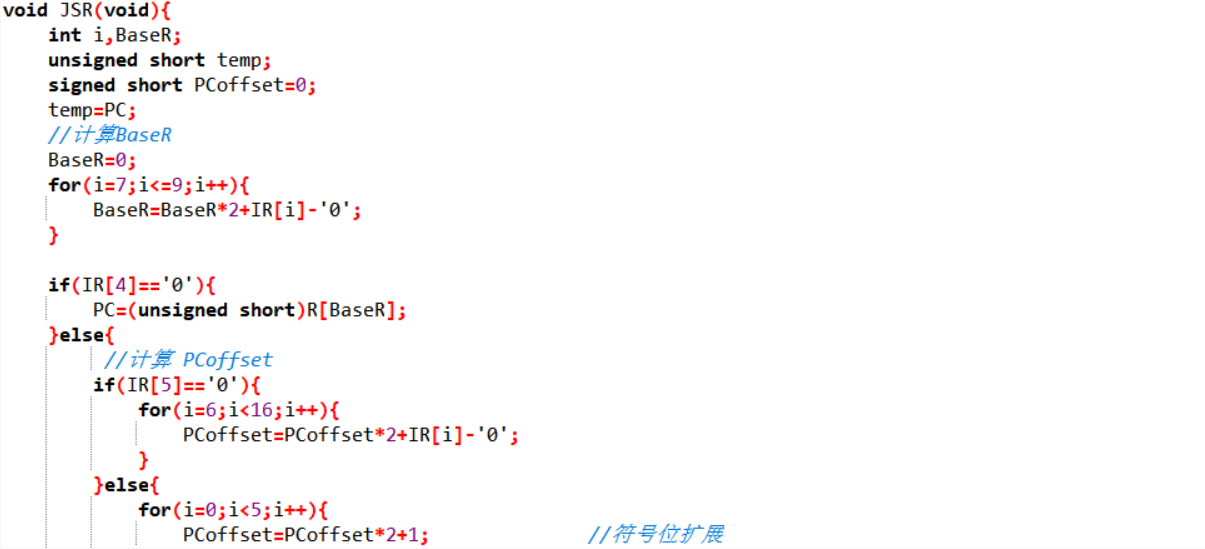 void JSR(void){
    int i,BaseR;
    unsigned short temp;
    signed short PCoffset=0;
    temp=PC;
    //计算BaseR
    BaseR=0;
    for(i=7;i<=9;i++){
        BaseR=BaseR*2+IR[i]-'0';
    }
    if(IR[4]=='0'){
        PC=(unsigned short)R[BaseR];
    }else{
         //计算 PCoffset
        if(IR[5]=='0'){
            for(i=6;i<16;i++){
                PCoffset=PCoffset*2+IR[i]-'0';
            }
        }else{
            for(i=0;i<5;i++){
                PCoffset=PCoffset*2+1;              //符号位扩展